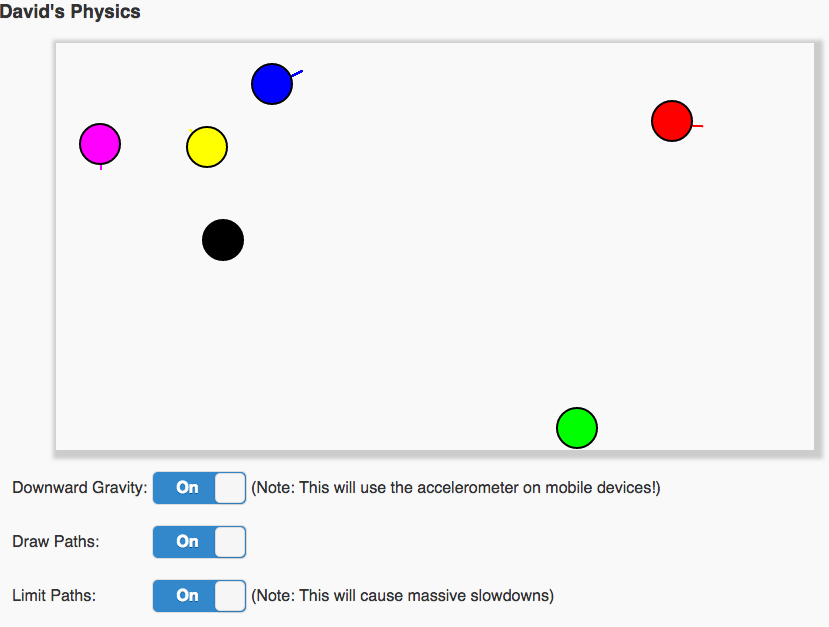 David's Physics
Downward Gravity: On (Note: This will use the accelerometer on mobile devices!)
Draw Paths: On
Limit Paths: On (Note: This will cause massive slowdowns)